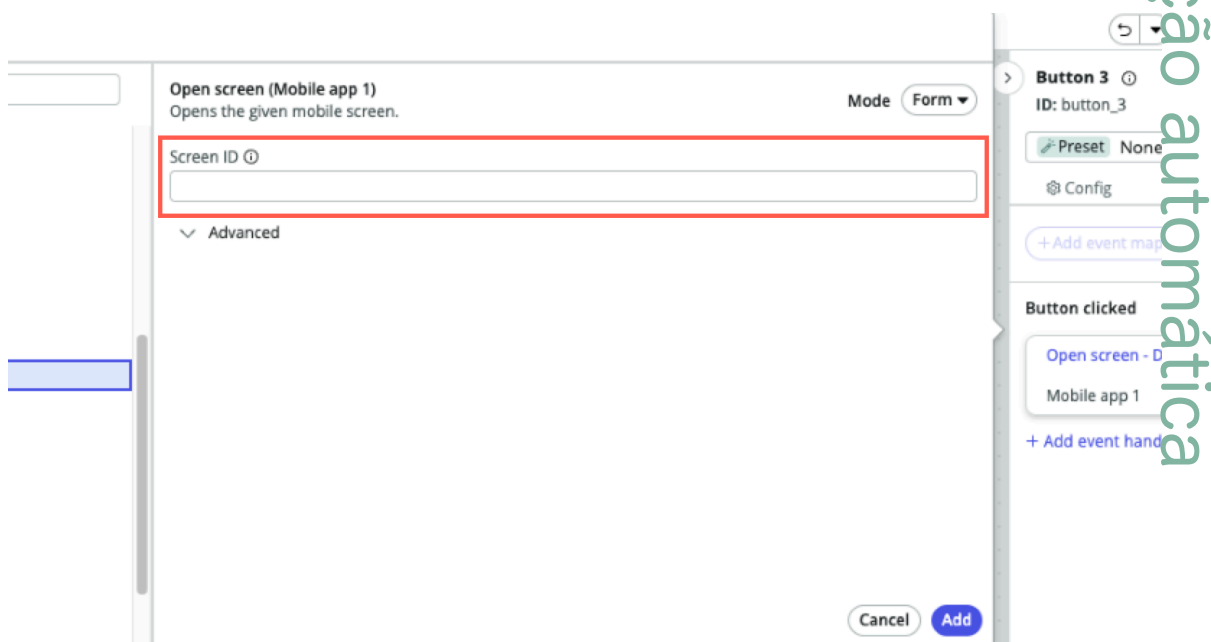 Open screen (Mobile app 1)
Opens the given mobile screen.
Mode Form
Screen ID
Advanced
Cancel Add
Button 3
ID: button_3
Preset None
Config
+ Add event map
Button clicked
Open screen - D
Mobile app 1
+ Add event hand
ção automática